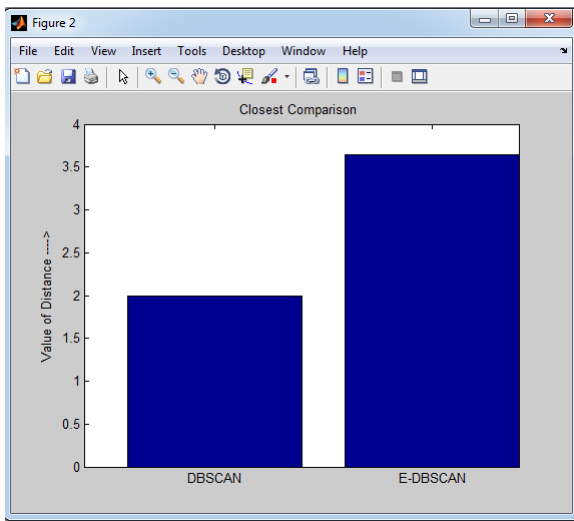 Figure 2
File Edit View Insert Tools Desktop Window Help
Closest Comparison
4
3.5
3
2.5
2
1.5
1
0.5
0
Value of Distance ---->
DBSCAN E-DBSCAN